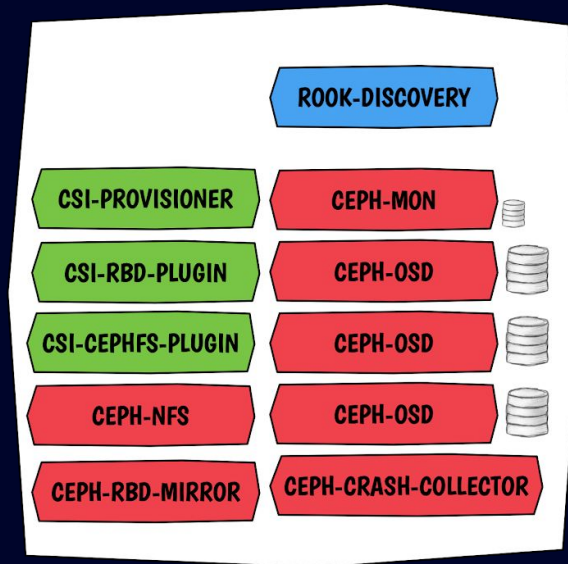 ROOK-DISCOVERY
CSI-PROVISIONER
CEPH-MON
CSI-RBD-PLUGIN
CEPH-OSD
CSI-CEPHFS-PLUGIN
CEPH-OSD
CEPH-NFS
CEPH-OSD
CEPH-RBD-MIRROR
CEPH-CRASH-COLLECTOR